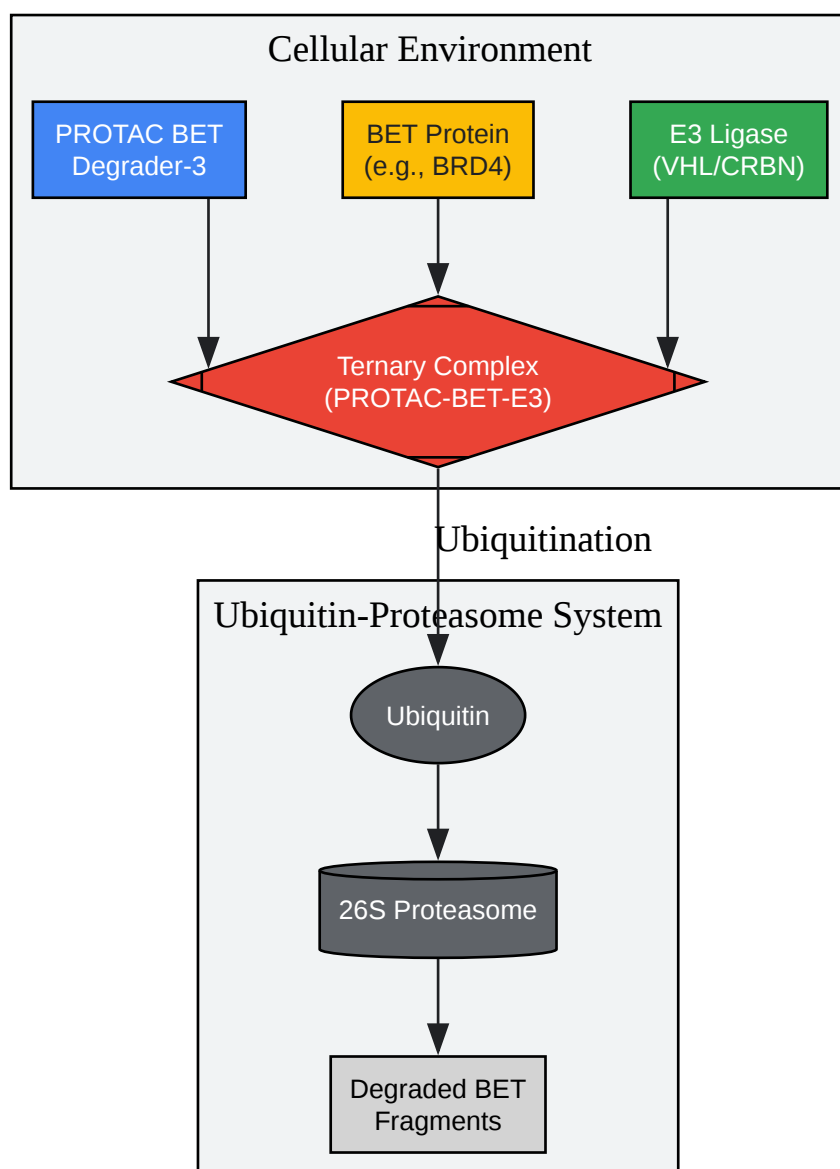 Cellular Environment
PROTAC BET
Degrader-3
BET Protein
(e.g., BRD4)
E3 Ligase
(VHL/CRBN)
Ternary Complex
(PROTAC-BET-E3)
Ubiquitination
Ubiquitin-Proteasome System
Ubiquitin
26S Proteasome
Degraded BET
Fragments